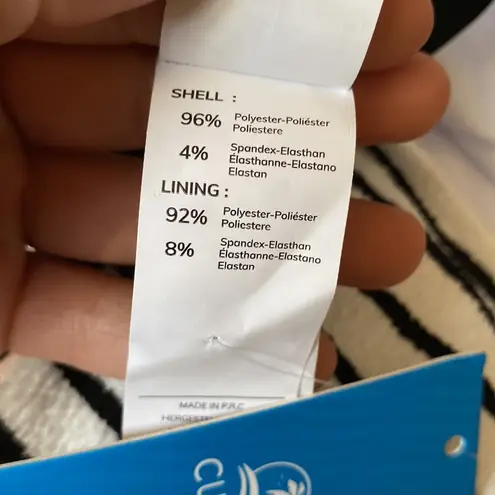 SHELL :
96% Polyester-Poliéster
Poliestere
4% Spandex-Elasthan
Élasthanne-Elastano
Elastan
LINING :
92% Polyester-Poliéster
Poliestere
8% Spandex-Elasthan
Élasthanne-Elastano
Elastan
MADE IN P.R.C